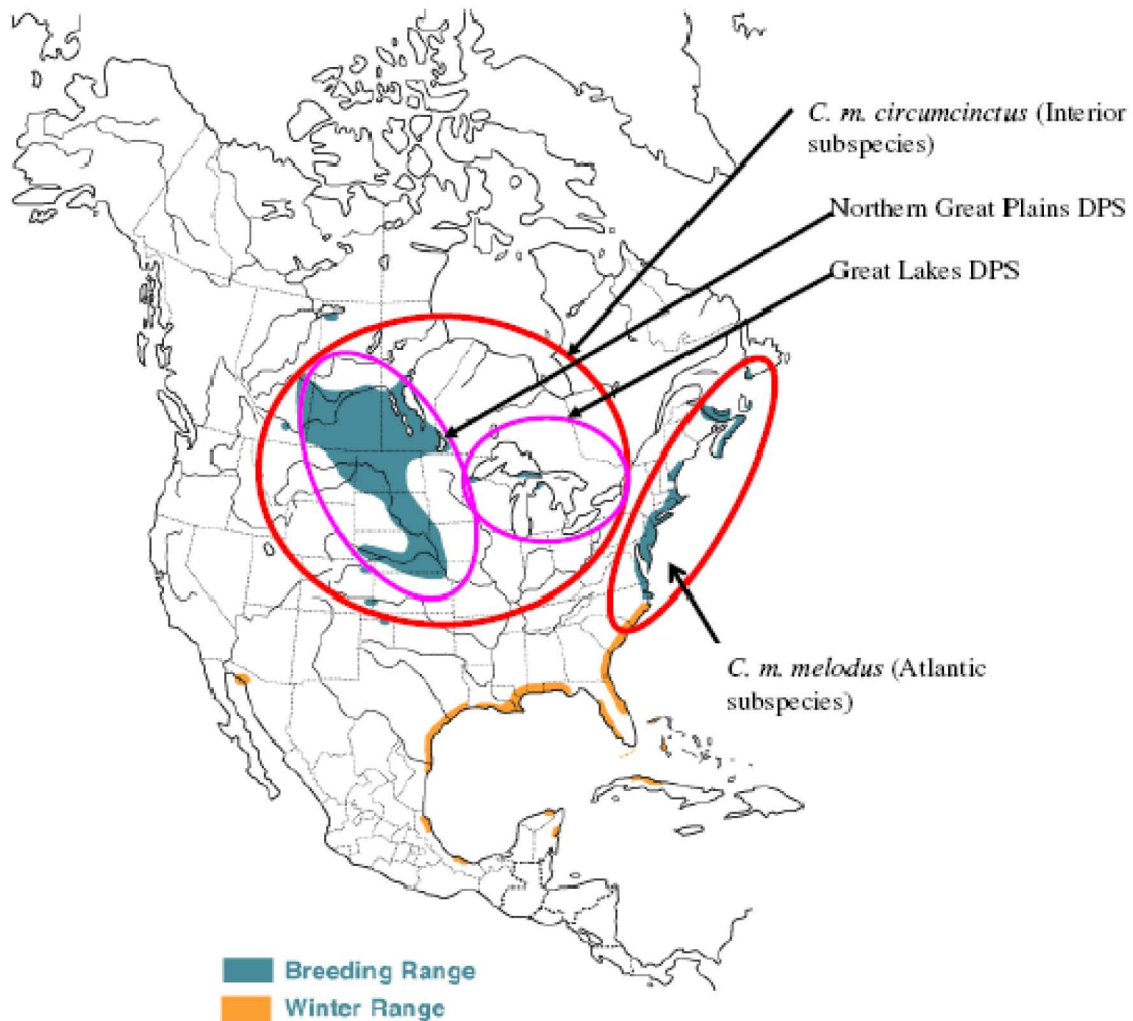 C. m. circumcinctus (Interior
subspecies)
Northern Great Plains DPS
Great Lakes DPS
C. m. melodus (Atlantic
subspecies)
Breeding Range
Winter Range